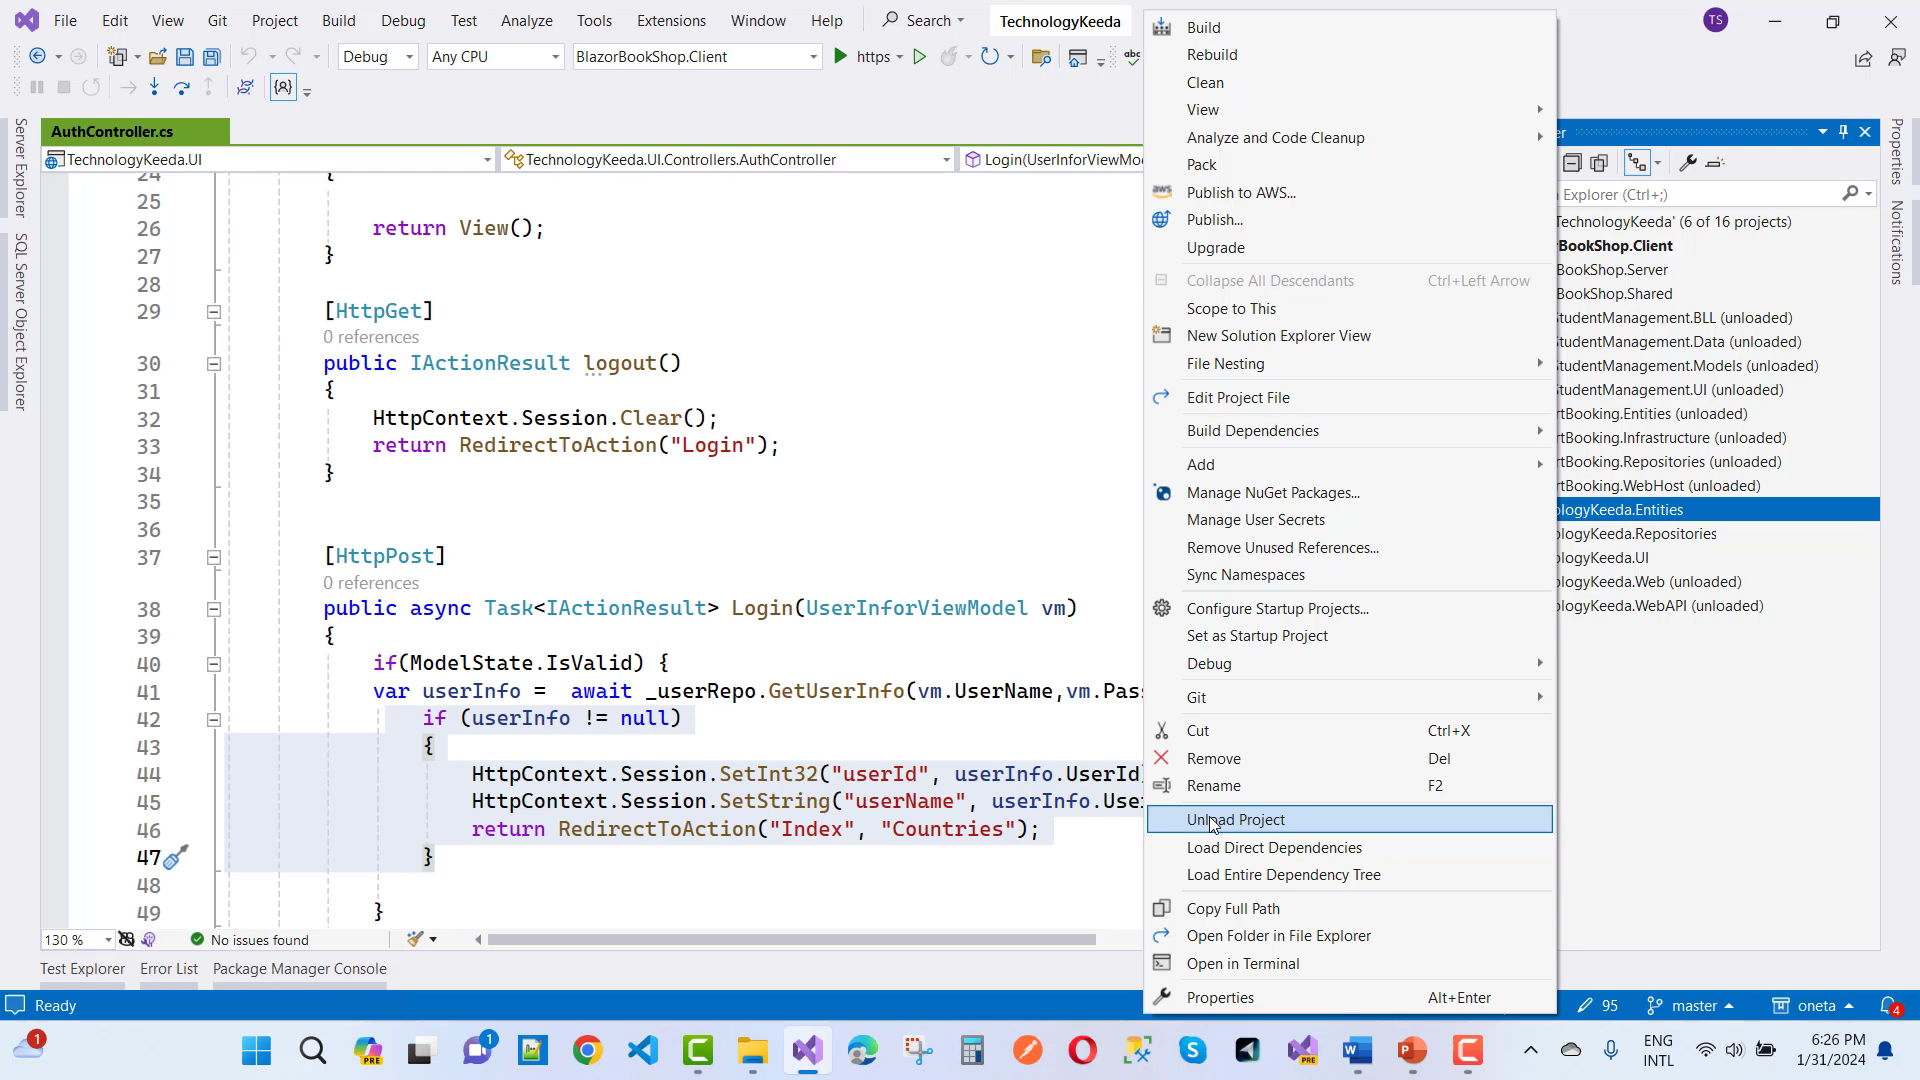 File Edit View Git Project Build Debug Test Analyze Tools Extensions Window Help Search TechnologyKeeda TS
Debug Any CPU BlazorBookShop.Client https
AuthController.cs
TechnologyKeeda.UI TechnologyKeeda.UI.Controllers.AuthController Login(UserInforViewMo
Server Explorer
SQL Server Object Explorer
24 {
25
26 return View();
27 }
28
29 [HttpGet]
0 references
30 public IActionResult logout()
31 {
32 HttpContext.Session.Clear();
33 return RedirectToAction("Login");
34 }
35
36
37 [HttpPost]
0 references
38 public async Task<IActionResult> Login(UserInforViewModel vm)
39 {
40 if(ModelState.IsValid) {
41 var userInfo = await _userRepo.GetUserInfo(vm.UserName,vm.Pas
42 if (userInfo != null)
43 {
44 HttpContext.Session.SetInt32("userId", userInfo.UserId
45 HttpContext.Session.SetString("userName", userInfo.Use
46 return RedirectToAction("Index", "Countries");
47 }
48
49 }
130 % No issues found
Test Explorer Error List Package Manager Console
Ready
Build
Rebuild
Clean
View
Analyze and Code Cleanup
Pack
Publish to AWS...
Publish...
Upgrade
Collapse All Descendants Ctrl+Left Arrow
Scope to This
New Solution Explorer View
File Nesting
Edit Project File
Build Dependencies
Add
Manage NuGet Packages...
Manage User Secrets
Remove Unused References...
Sync Namespaces
Configure Startup Projects...
Set as Startup Project
Debug
Git
Cut Ctrl+X
Remove Del
Rename F2
Unload Project
Load Direct Dependencies
Load Entire Dependency Tree
Copy Full Path
Open Folder in File Explorer
Open in Terminal
Properties Alt+Enter
er
Explorer (Ctrl+;)
TechnologyKeeda' (6 of 16 projects)
BookShop.Client
BookShop.Server
BookShop.Shared
tudentManagement.BLL (unloaded)
tudentManagement.Data (unloaded)
tudentManagement.Models (unloaded)
tudentManagement.UI (unloaded)
rtBooking.Entities (unloaded)
rtBooking.Infrastructure (unloaded)
rtBooking.Repositories (unloaded)
rtBooking.WebHost (unloaded)
ologyKeeda.Entities
ologyKeeda.Repositories
ologyKeeda.UI
ologyKeeda.Web (unloaded)
ologyKeeda.WebAPI (unloaded)
Properties
Notifications
95 master oneta 4
1 PRE 1 PRE
ENG
INTL
6:26 PM
1/31/2024